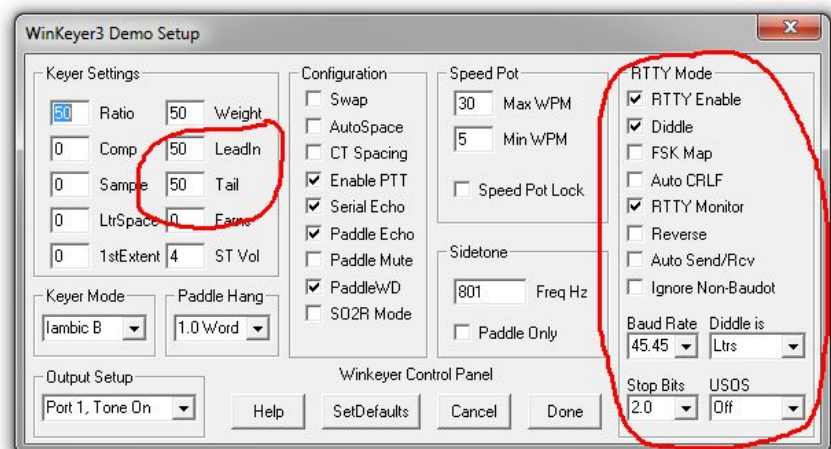 WinKeyer3 Demo Setup
Keyer Settings
50 Ratio 50 Weight
0 Comp 50 LeadIn
0 Sample 50 Tail
0 LtrSpace 0 Farns
0 1stExtent 4 ST Vol
Keyer Mode
Iambic B
Paddle Hang
1.0 Word
Output Setup
Port 1, Tone On
Configuration
Swap
AutoSpace
CT Spacing
Enable PTT
Serial Echo
Paddle Echo
Paddle Mute
PaddleWD
SO2R Mode
Speed Pot
30 Max WPM
5 Min WPM
Speed Pot Lock
Sidetone
801 Freq Hz
Paddle Only
Winkeyer Control Panel
Help SetDefaults Cancel Done
RTTY Mode
RTTY Enable
Diddle
FSK Map
Auto CRLF
RTTY Monitor
Reverse
Auto Send/Rcv
Ignore Non-Baudot
Baud Rate Diddle is
45.45 Ltrs
Stop Bits USOS
2.0 Off